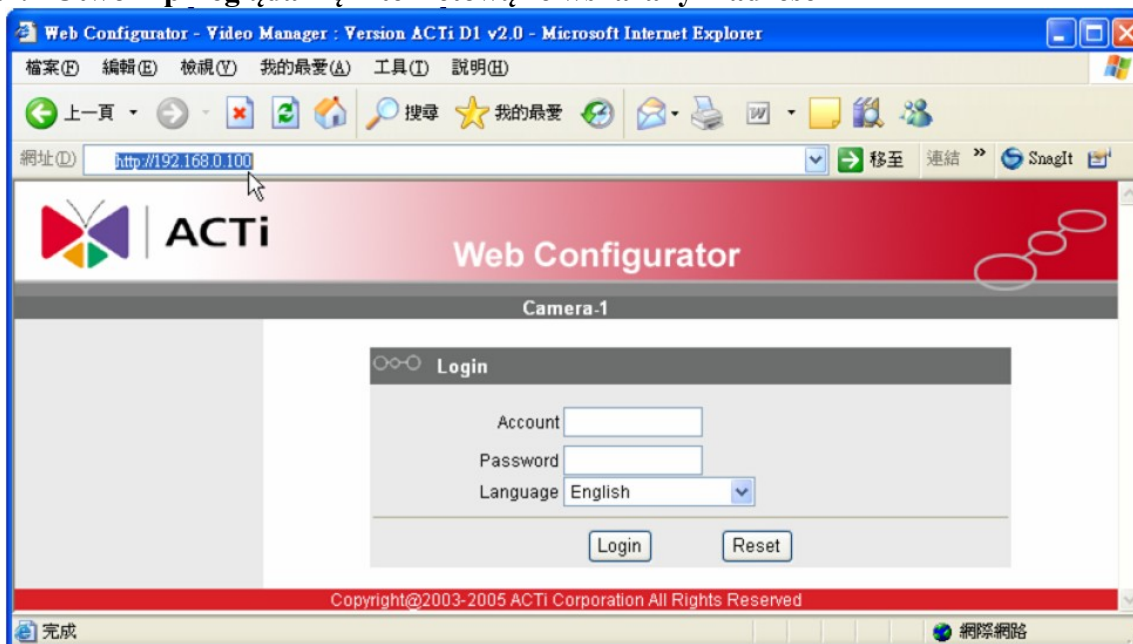 Web Configurator - Video Manager : Version ACTi D1 v2.0 - Microsoft Internet Explorer
檔案(F) 編輯(E) 檢視(V) 我的最愛(A) 工具(T) 說明(H)
上一頁 搜尋 我的最愛
網址(D) http://192.168.0.100 移至 連結 » SnagIt
ACTi
Web Configurator
Camera-1
Login
Account
Password
Language English
Login Reset
Copyright@2003-2005 ACTi Corporation All Rights Reserved
完成 網際網路